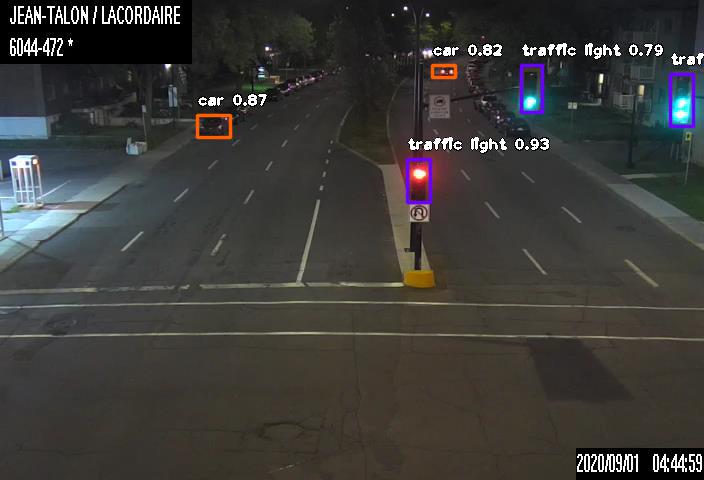 JEAN-TALON / LACORDAIRE
6044-472 *
car 0.82
traffic light 0.79
traf
car 0.87
traffic light 0.93
2020/09/01 04:44:59